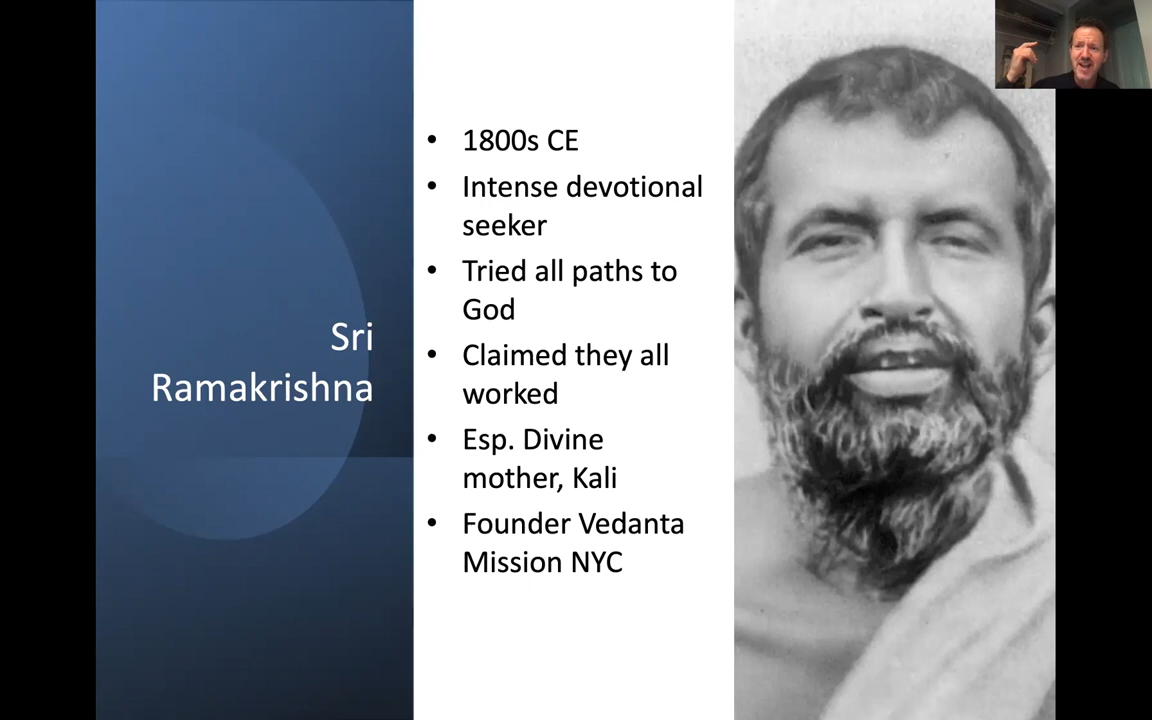 Sri
Ramakrishna
• 1800s CE
• Intense devotional
seeker
• Tried all paths to
God
• Claimed they all
worked
• Esp. Divine
mother, Kali
• Founder Vedanta
Mission NYC